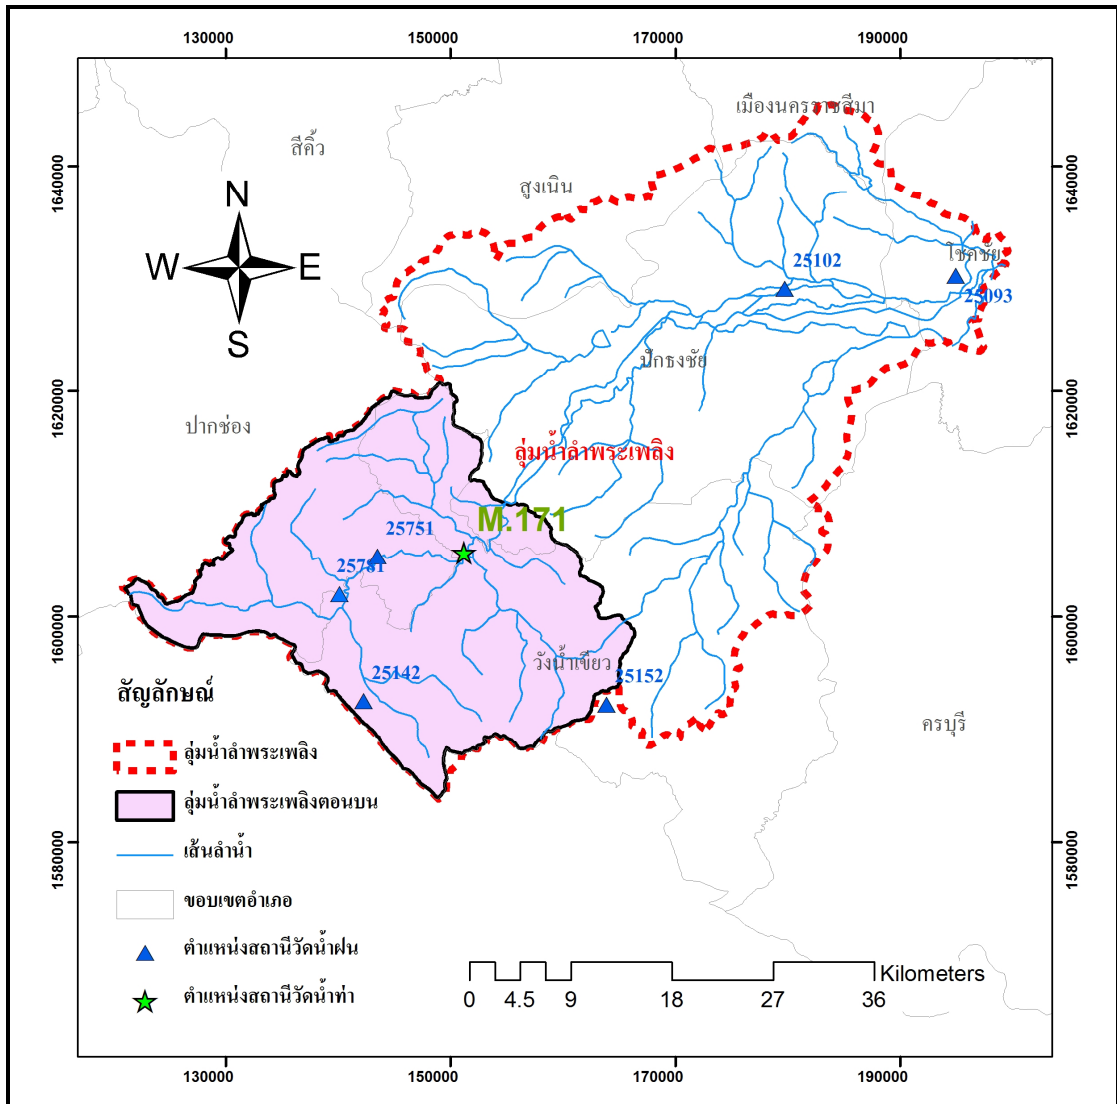 130000 150000 170000 190000
เมืองนครราชสีมา
สีคิ้ว
1640000
1640000
สูงเนิน
N
W E
S
โชคชัย
25102
25093
ปักธงชัย
1620000
1620000
ปากช่อง
ลุ่มน้ำลำพระเพลิง
M.171
25751
25781
1600000
1600000
วังน้ำเขียว
25142
25152
ครบุรี
สัญลักษณ์
ลุ่มน้ำลำพระเพลิง
ลุ่มน้ำลำพระเพลิงตอนบน
เส้นลำน้ำ
1580000
1580000
ขอบเขตอำเภอ
ตำแหน่งสถานีวัดน้ำฝน
ตำแหน่งสถานีวัดน้ำท่า
Kilometers
0 4.5 9 18 27 36
130000 150000 170000 190000